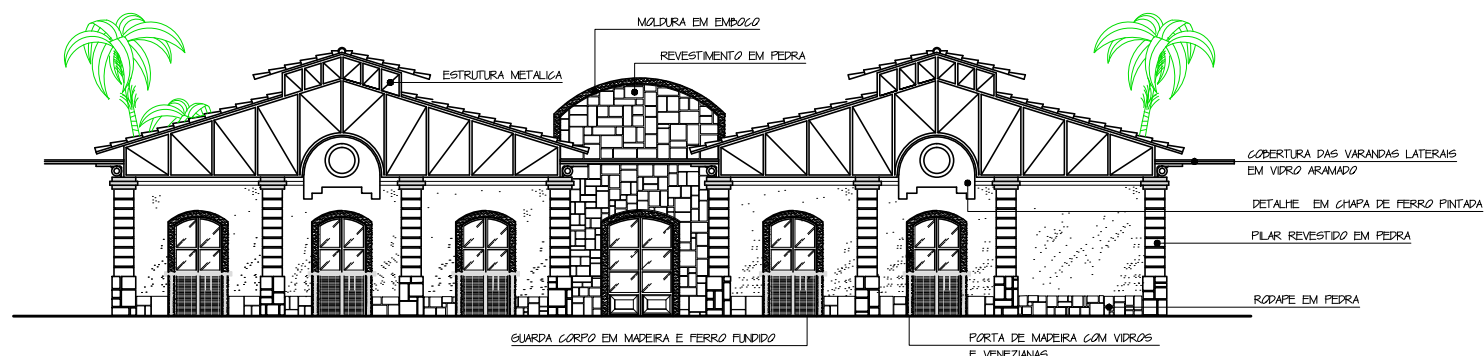 MOLDURA EM EMBOCO
REVESTIMENTO EM PEDRA
ESTRUTURA METALICA
COBERTURA DAS VARANDAS LATERAIS
EM VIDRO ARAMADO
DETALHE EM CHAPA DE FERRO PINTADA
PILAR REVESTIDO EM PEDRA
RODAPE EM PEDRA
GUARDA CORPO EM MADEIRA E FERRO FUNDIDO
PORTA DE MADEIRA COM VIDROS
E VENEZIANAS